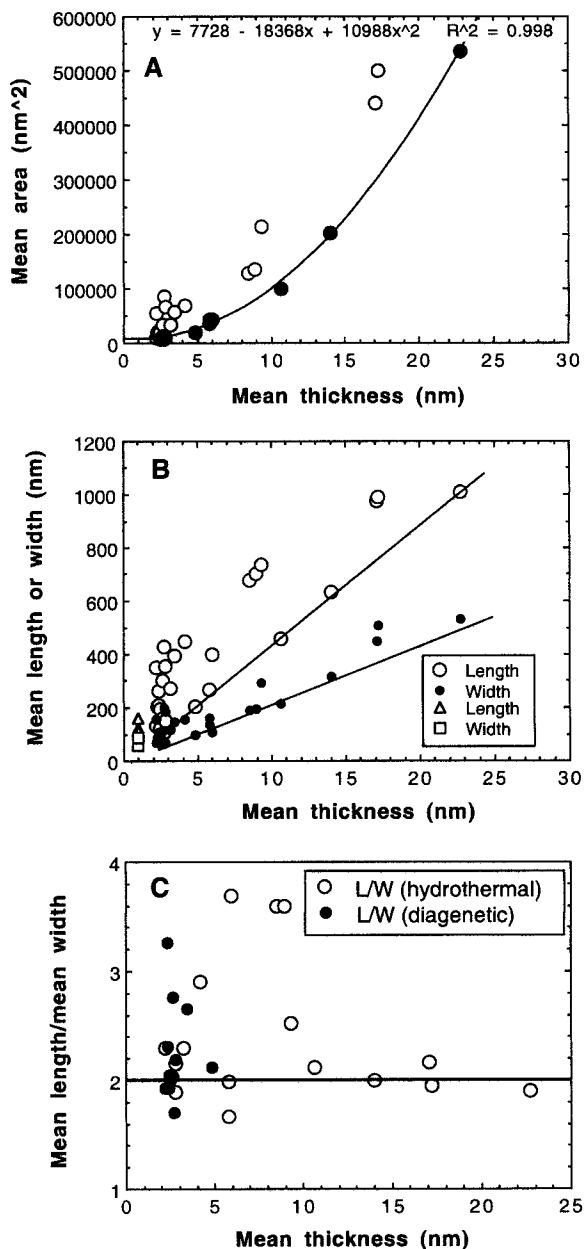 y = 7728 - 18368x + 10988x^2 R^2 = 0.998
A
600000
500000
400000
300000
200000
100000
0
Mean area (nm^2)
0 5 10 15 20 25 30
Mean thickness (nm)
B
1200
1000
800
600
400
200
0
Mean length or width (nm)
Length
Width
Length
Width
0 5 10 15 20 25 30
Mean thickness (nm)
C
4
3
2
1
Mean length/mean width
L/W (hydrothermal)
L/W (diagenetic)
0 5 10 15 20 25
Mean thickness (nm)